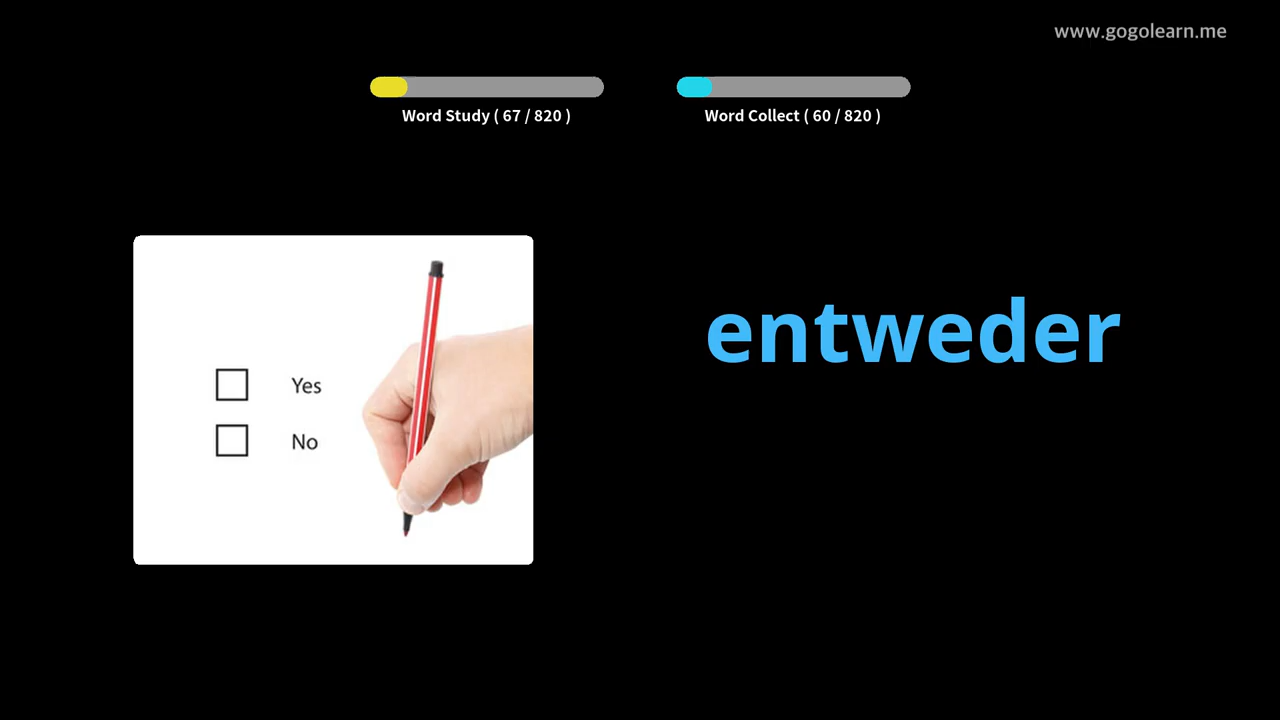 www.gogolearn.me
Word Study ( 67 / 820 )
Word Collect ( 60 / 820 )
entweder
Yes
No